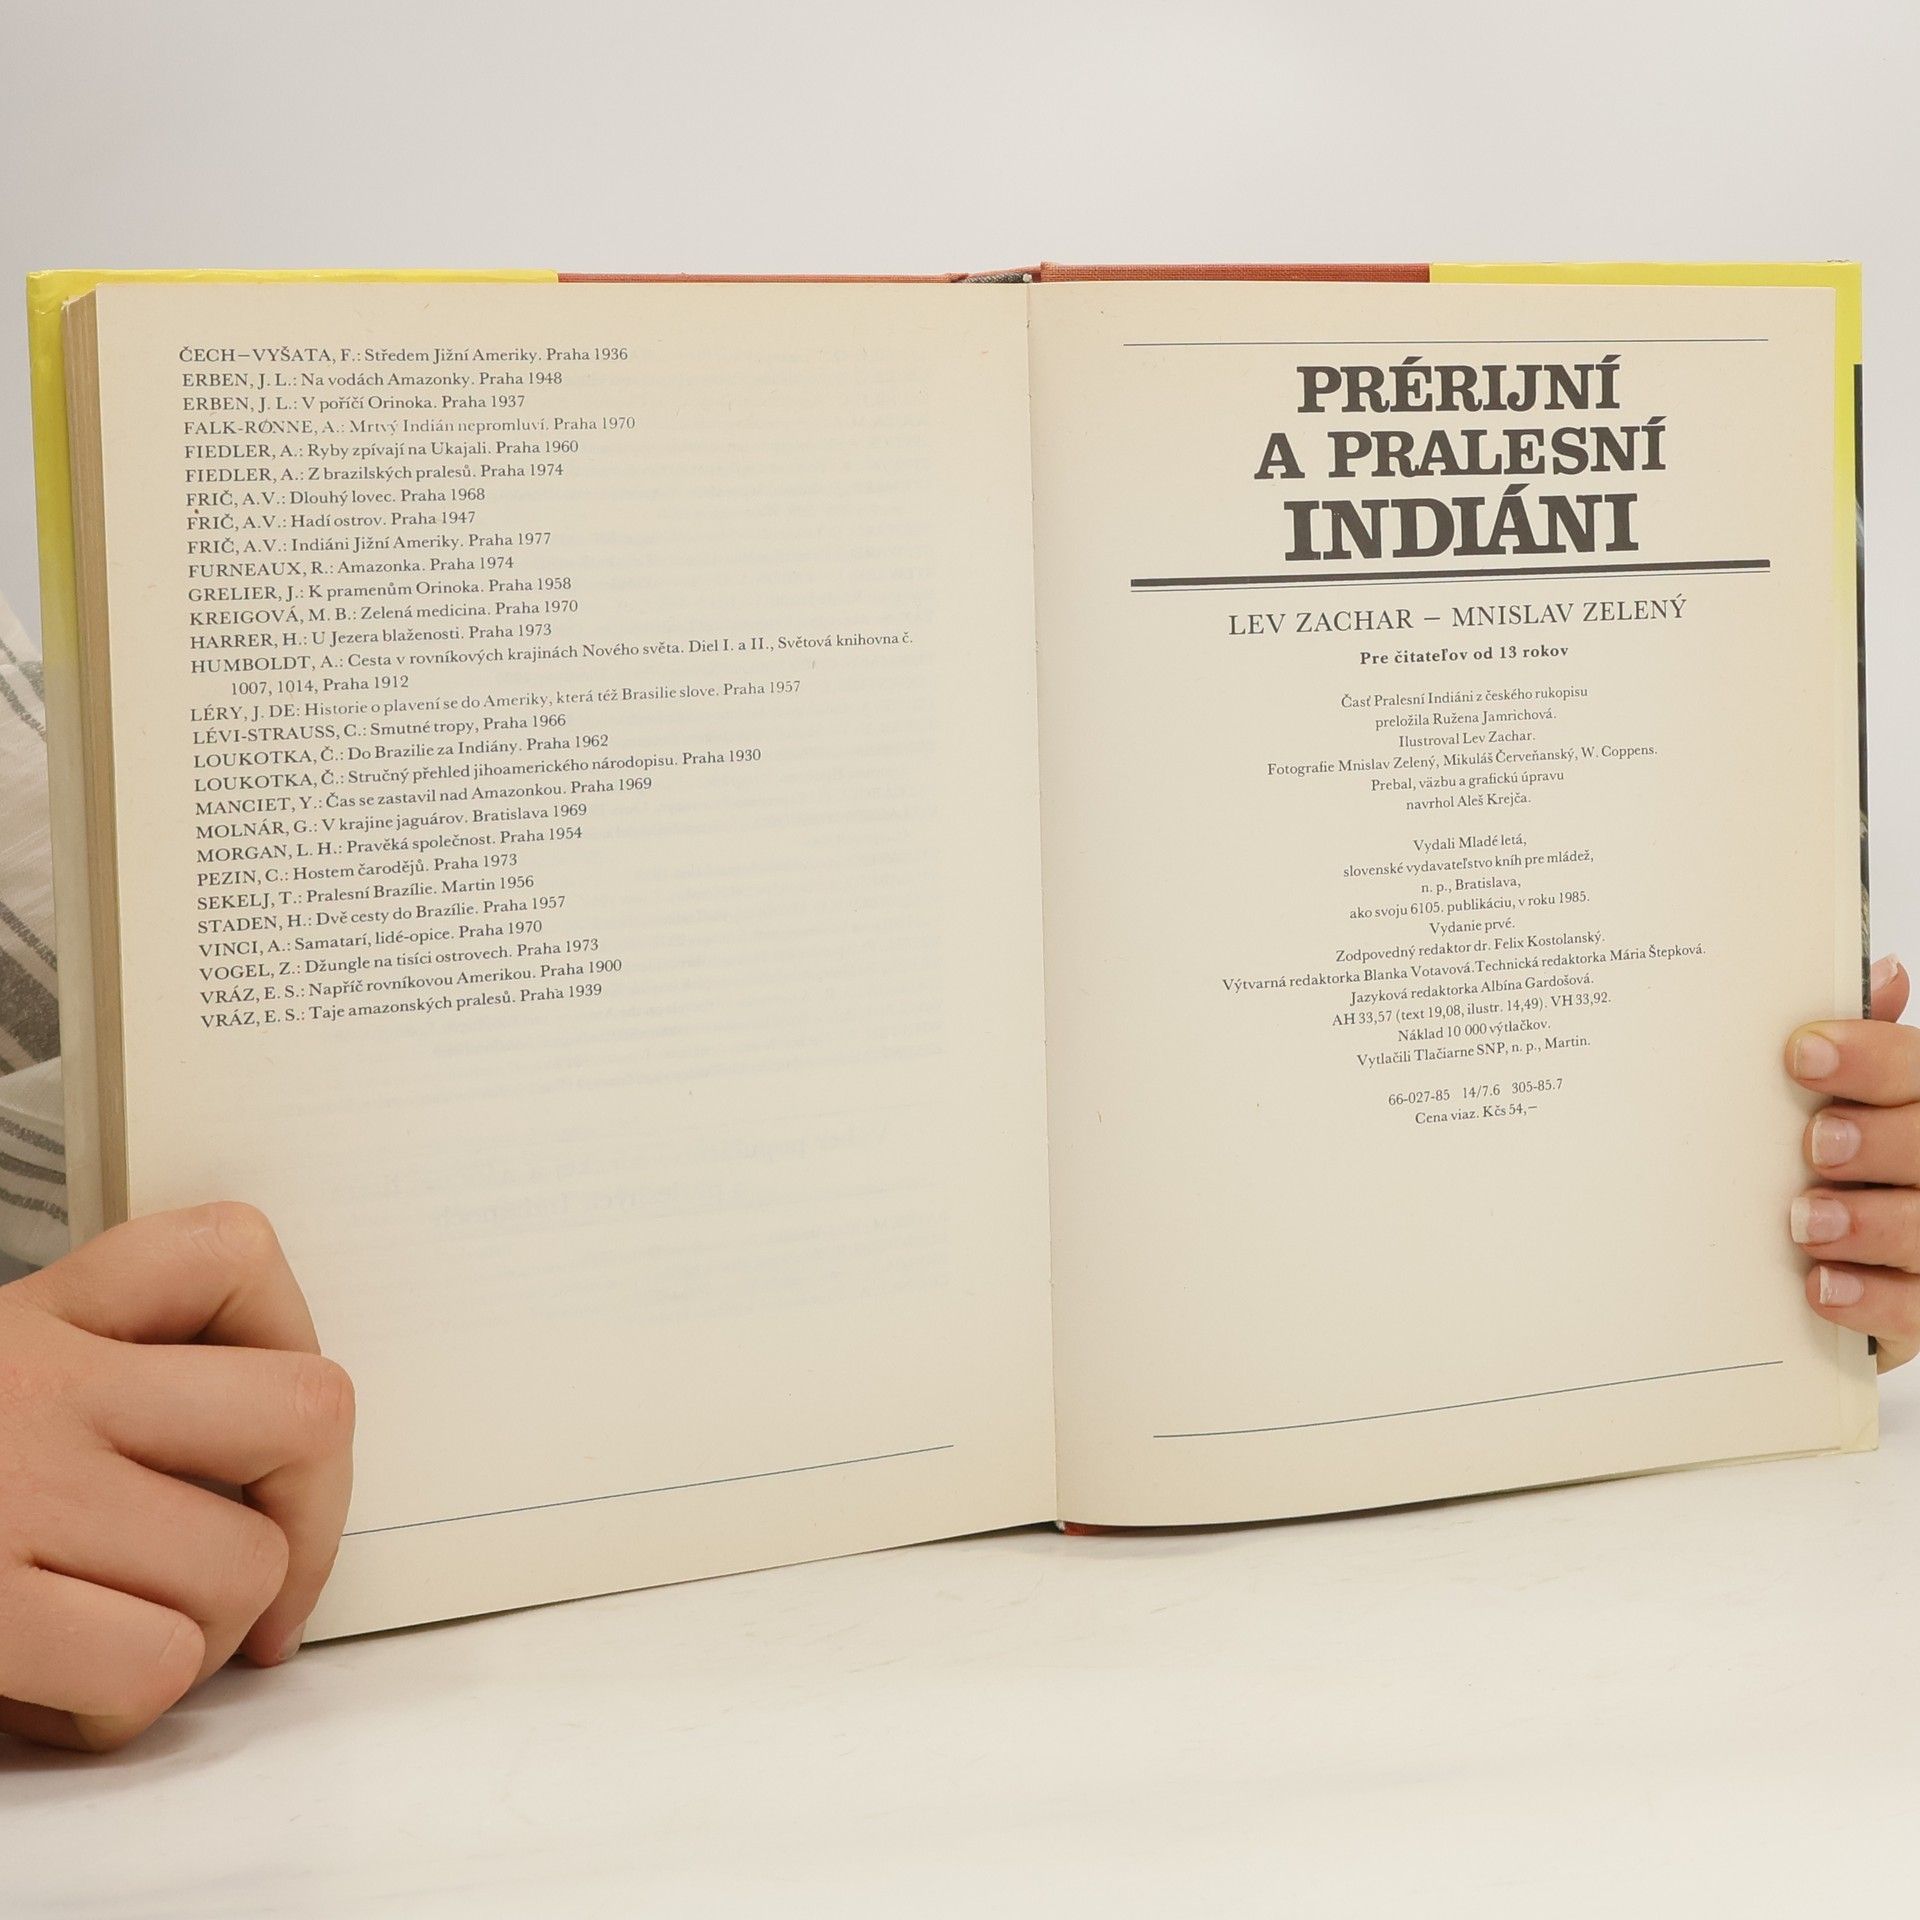 ČECH–VYŠATA, F.: Středem Jižní Ameriky. Praha 1936
ERBEN, J. L.: Na vodách Amazonky. Praha 1948
ERBEN, J. L.: V poříčí Orinoka. Praha 1937
FALK-RØNNE, A.: Mrtvý Indián nepromluví. Praha 1970
FIEDLER, A.: Ryby zpívají na Ukajali. Praha 1960
FIEDLER, A.: Z brazilských pralesů. Praha 1974
FRIČ, A.V.: Dlouhý lovec. Praha 1968
FRIČ, A.V.: Hadí ostrov. Praha 1947
FRIČ, A.V.: Indiáni Jižní Ameriky. Praha 1977
FURNEAUX, R.: Amazonka. Praha 1974
GRELIER, J.: K pramenům Orinoka. Praha 1958
KREIGOVÁ, M. B.: Zelená medicina. Praha 1970
HARRER, H.: U Jezera blaženosti. Praha 1973
HUMBOLDT, A.: Cesta v rovníkových krajinách Nového světa. Diel I. a II., Světová knihovna č.
1007, 1014, Praha 1912
LÉRY, J. DE: Historie o plavení se do Ameriky, která též Brasilie slove. Praha 1957
LÉVI-STRAUSS, C.: Smutné tropy, Praha 1966
LOUKOTKA, Č.: Do Brazilie za Indiány. Praha 1962
LOUKOTKA, Č.: Stručný přehled jihoamerického národopisu. Praha 1930
MANCIET, Y.: Čas se zastavil nad Amazonkou. Praha 1969
MOLNÁR, G.: V krajine jaguárov. Bratislava 1969
MORGAN, L. H.: Pravěká společnost. Praha 1954
PEZIN, C.: Hostem čarodějů. Praha 1973
SEKELJ, T.: Pralesní Brazílie. Martin 1956
STADEN, H.: Dvě cesty do Brazílie. Praha 1957
VINCI, A.: Samatarí, lidé-opice. Praha 1970
VOGEL, Z.: Džungle na tisíci ostrovech. Praha 1973
VRÁZ, E. S.: Napříč rovníkovou Amerikou. Praha 1900
VRÁZ, E. S.: Taje amazonských pralesů. Praha 1939
PRÉRIJNÍ
A PRALESNÍ
INDIÁNI
LEV ZACHAR – MNISLAV ZELENÝ
Pre čitateľov od 13 rokov
Časť Pralesní Indiáni z českého rukopisu
preložila Ružena Jamrichová.
Ilustroval Lev Zachar.
Fotografie Mnislav Zelený, Mikuláš Červeňanský, W. Coppens.
Prebal, väzbu a grafickú úpravu
navrhol Aleš Krejča.
Vydali Mladé letá,
slovenské vydavateľstvo kníh pre mládež,
n. p., Bratislava,
ako svoju 6105. publikáciu, v roku 1985.
Vydanie prvé.
Zodpovedný redaktor dr. Felix Kostolanský.
Výtvarná redaktorka Blanka Votavová. Technická redaktorka Mária Štepková.
Jazyková redaktorka Albína Gardošová.
AH 33,57 (text 19,08, ilustr. 14,49). VH 33,92.
Náklad 10 000 výtlačkov.
Vytlačili Tlačiarne SNP, n. p., Martin.
66-027-85 14/7.6 305-85.7
Cena viaz. Kčs 54,–